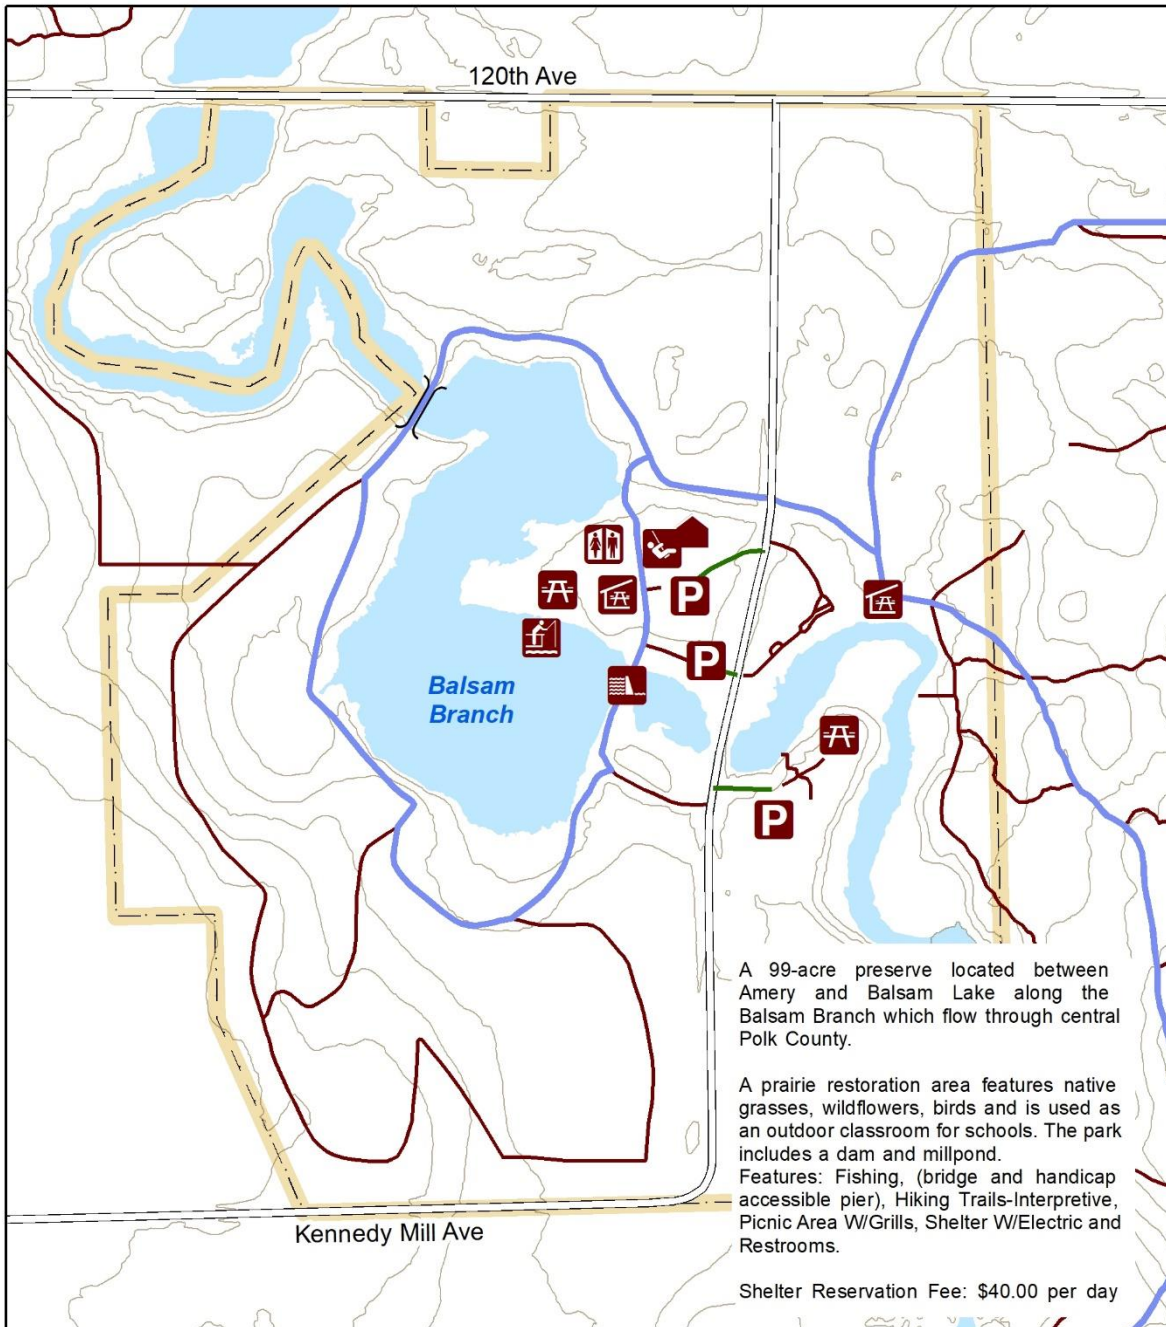 120th Ave
P
P
Balsam
Branch
P
A 99-acre preserve located between
Amery and Balsam Lake along the
Balsam Branch which flow through central
Polk County.
A prairie restoration area features native
grasses, wildflowers, birds and is used as
an outdoor classroom for schools. The park
includes a dam and millpond.
Features: Fishing, (bridge and handicap
accessible pier), Hiking Trails-Interpretive,
Picnic Area W/Grills, Shelter W/Electric and
Restrooms.
Shelter Reservation Fee: $40.00 per day
Kennedy Mill Ave